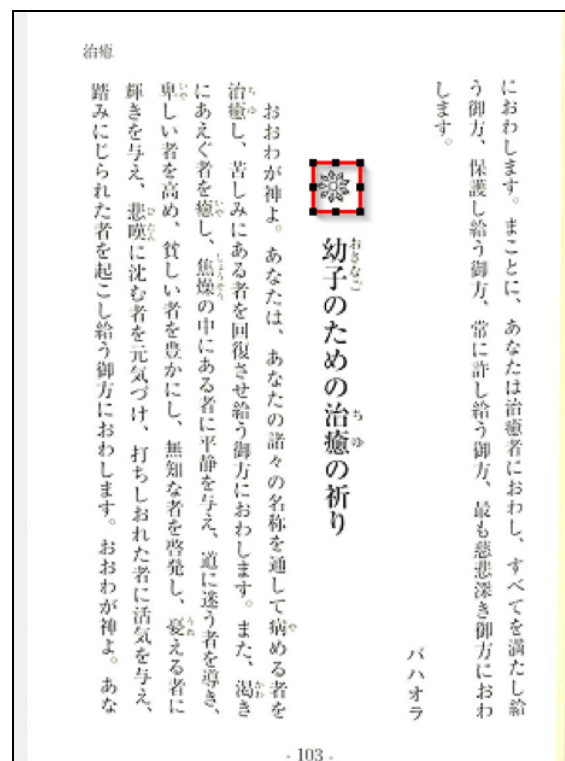 治癒
におわします。まことに、あなたは治癒者におわし、すべてを満たし給
う御方、保護し給う御方、常に許し給う御方、最も慈悲深き御方におわ
します。
バハオラ
幼子のための治癒の祈り
おおわが神よ。あなたは、あなたの諸々の名称を通して病める者を
治癒し、苦しみにある者を回復させ給う御方におわします。また、渇き
にあえぐ者を癒し、焦燥の中にある者に平静を与え、道に迷う者を導き、
卑しい者を高め、貧しい者を豊かにし、無知な者を啓発し、憂える者に
輝きを与え、悲嘆に沈む者を元気づけ、打ちしおれた者に活気を与え、
踏みにじられた者を起こし給う御方におわします。おおわが神よ。あな
- 103 -